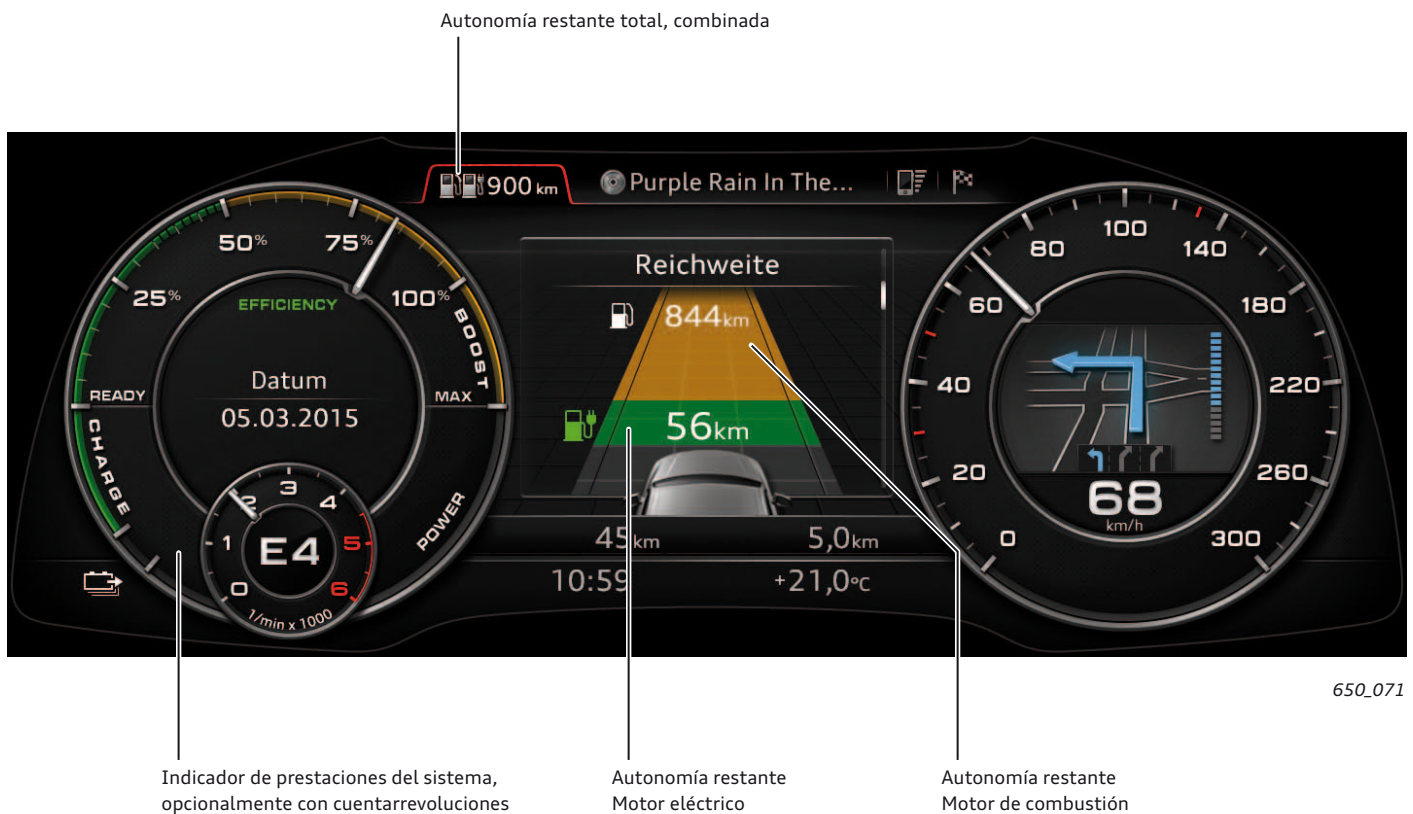 Autonomía restante total, combinada
900 km
Purple Rain In The...
50%
75%
25%
100%
EFFICIENCY
BOOST
Datum
05.03.2015
READY
MAX
CHARGE
POWER
0
1
2
3
4
5
6
E4
1/min x 1000
Reichweite
844km
56km
45km
5,0km
10:59
+21,0°C
0
20
40
60
80
100
140
180
220
260
300
68
km/h
650_071
Indicador de prestaciones del sistema,
opcionalmente con cuentarrevoluciones
Autonomía restante
Motor eléctrico
Autonomía restante
Motor de combustión